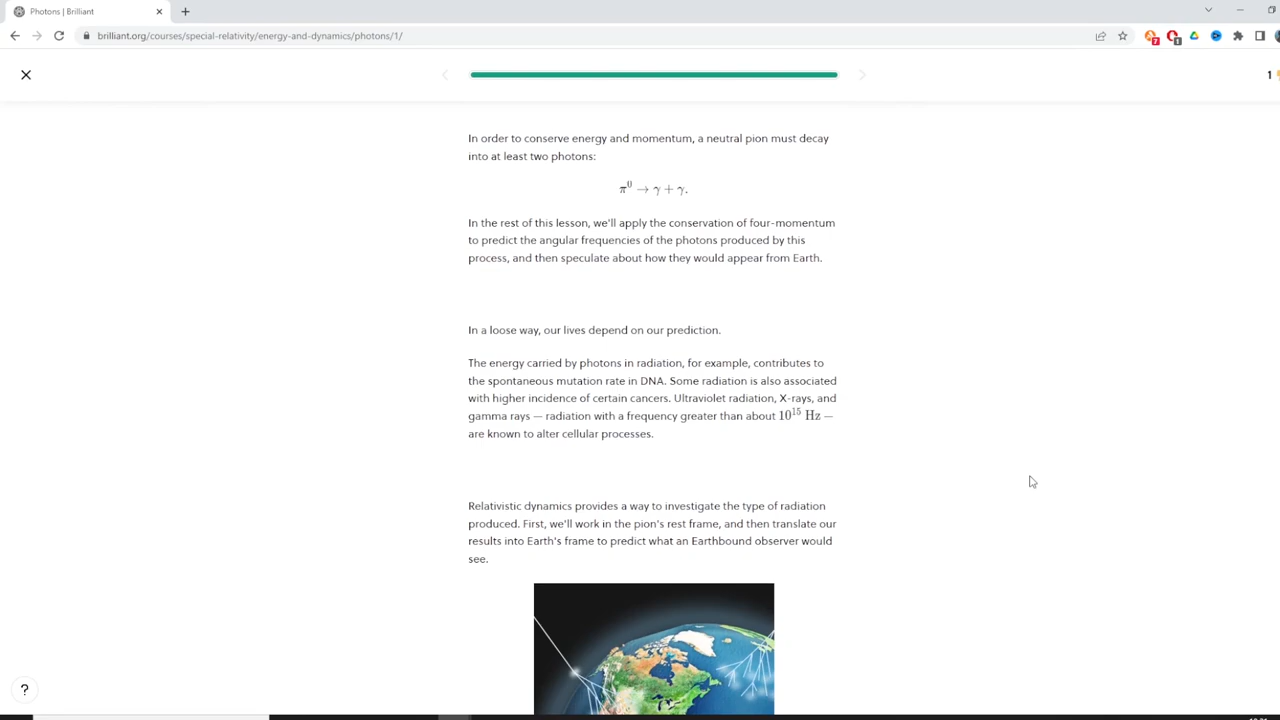 Photons | Brilliant
brilliant.org/courses/special-relativity/energy-and-dynamics/photons/1/
7
1
1
In order to conserve energy and momentum, a neutral pion must decay
into at least two photons:
π⁰ → γ + γ.
In the rest of this lesson, we'll apply the conservation of four-momentum
to predict the angular frequencies of the photons produced by this
process, and then speculate about how they would appear from Earth.
In a loose way, our lives depend on our prediction.
The energy carried by photons in radiation, for example, contributes to
the spontaneous mutation rate in DNA. Some radiation is also associated
with higher incidence of certain cancers. Ultraviolet radiation, X-rays, and
gamma rays — radiation with a frequency greater than about 10¹⁵ Hz —
are known to alter cellular processes.
Relativistic dynamics provides a way to investigate the type of radiation
produced. First, we'll work in the pion's rest frame, and then translate our
results into Earth's frame to predict what an Earthbound observer would
see.
?